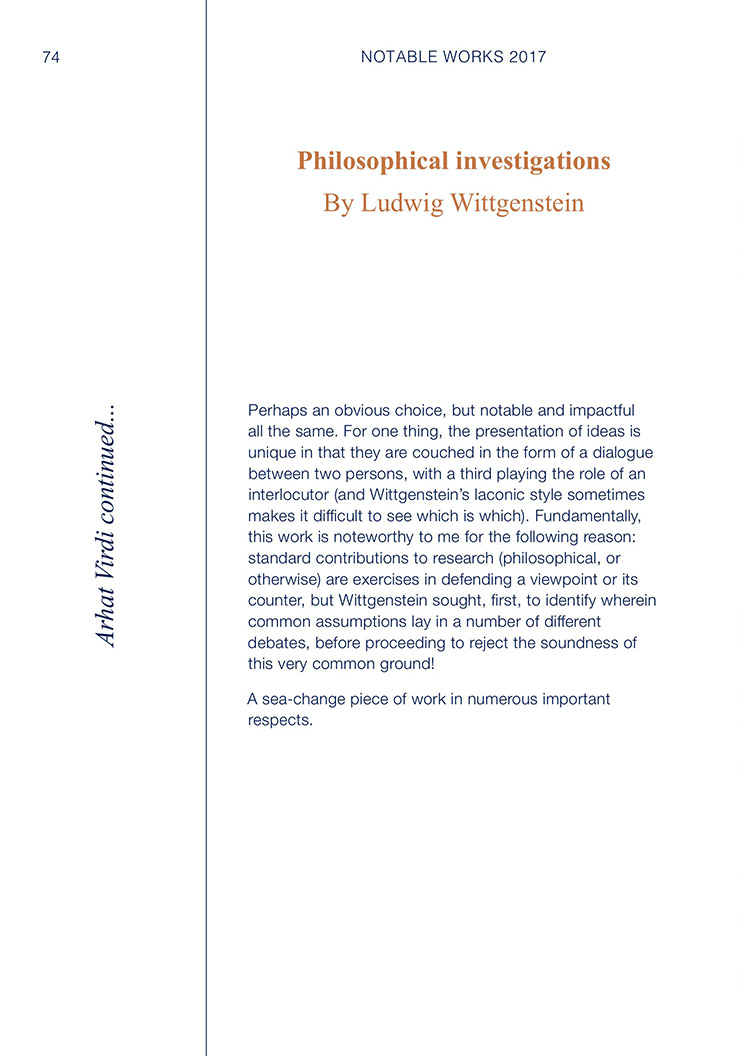 74
NOTABLE WORKS 2017
Philosophical investigations
By Ludwig Wittgenstein
Arhat Virdi continued...
Perhaps an obvious choice, but notable and impactful
all the same. For one thing, the presentation of ideas is
unique in that they are couched in the form of a dialogue
between two persons, with a third playing the role of an
interlocutor (and Wittgenstein’s laconic style sometimes
makes it difficult to see which is which). Fundamentally,
this work is noteworthy to me for the following reason:
standard contributions to research (philosophical, or
otherwise) are exercises in defending a viewpoint or its
counter, but Wittgenstein sought, first, to identify wherein
common assumptions lay in a number of different
debates, before proceeding to reject the soundness of
this very common ground!
A sea-change piece of work in numerous important
respects.